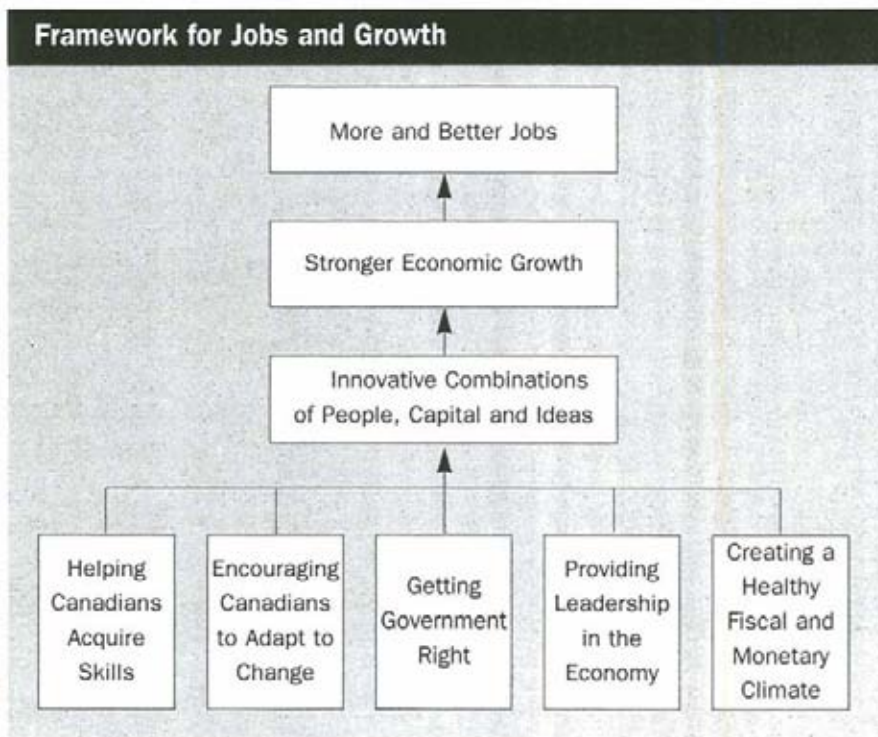 Framework for Jobs and Growth
More and Better Jobs
Stronger Economic Growth
Innovative Combinations
of People, Capital and Ideas
Helping
Canadians
Acquire
Skills
Encouraging
Canadians
to Adapt to
Change
Getting
Government
Right
Providing
Leadership
in the
Economy
Creating a
Healthy
Fiscal and
Monetary
Climate